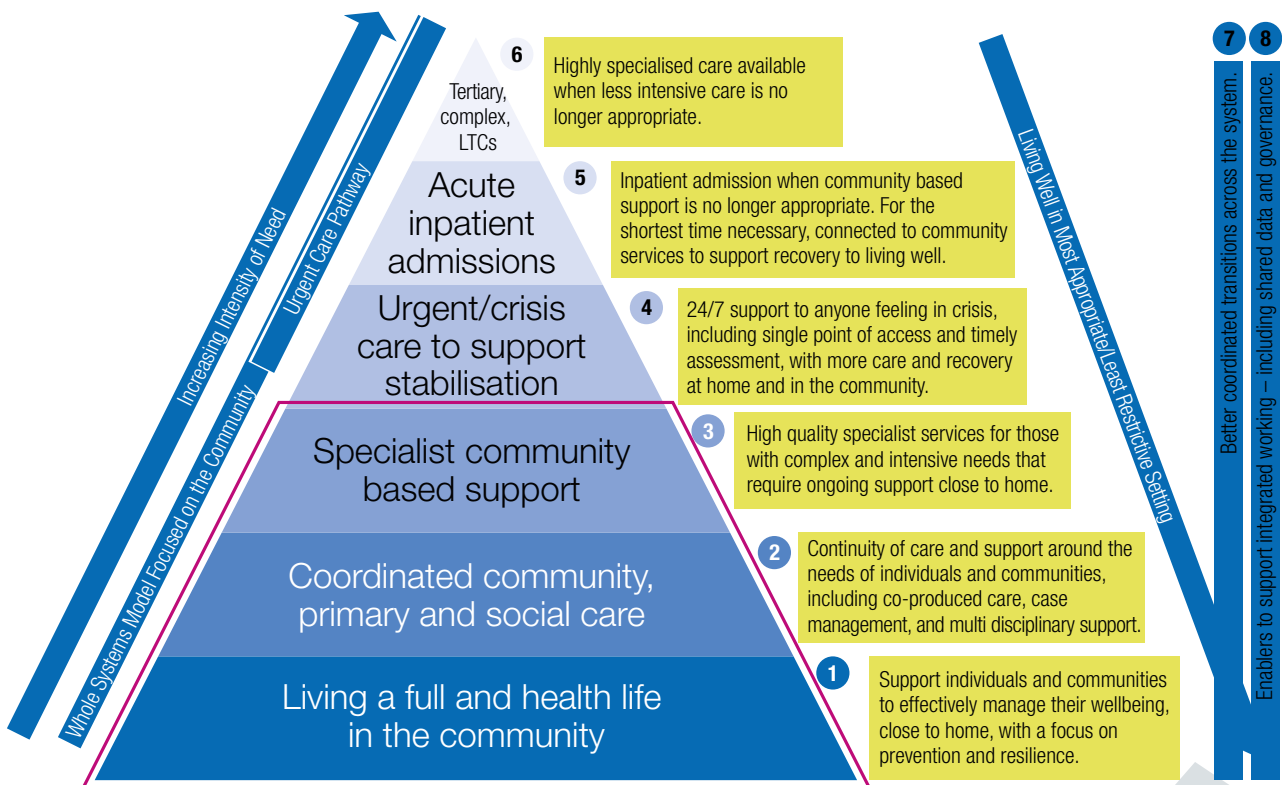 6
Highly specialised care available
when less intensive care is no
longer appropriate.
Tertiary,
complex,
LTCs
5
Inpatient admission when community based
support is no longer appropriate. For the
shortest time necessary, connected to community
services to support recovery to living well.
Acute
inpatient
admissions
4
24/7 support to anyone feeling in crisis,
including single point of access and timely
assessment, with more care and recovery
at home and in the community.
Urgent/crisis
care to support
stabilisation
3
High quality specialist services for those
with complex and intensive needs that
require ongoing support close to home.
Specialist community
based support
2
Continuity of care and support around the
needs of individuals and communities,
including co-produced care, case
management, and multi disciplinary support.
Coordinated community,
primary and social care
1
Support individuals and communities
to effectively manage their wellbeing,
close to home, with a focus on
prevention and resilience.
Living a full and health life
in the community
Increasing Intensity of Need
Urgent Care Pathway
Whole Systems Model Focused on the Community
Living Well in Most Appropriate/Least Restrictive Setting
7
Better coordinated transitions across the system.
8
Enablers to support integrated working – including shared data and governance.